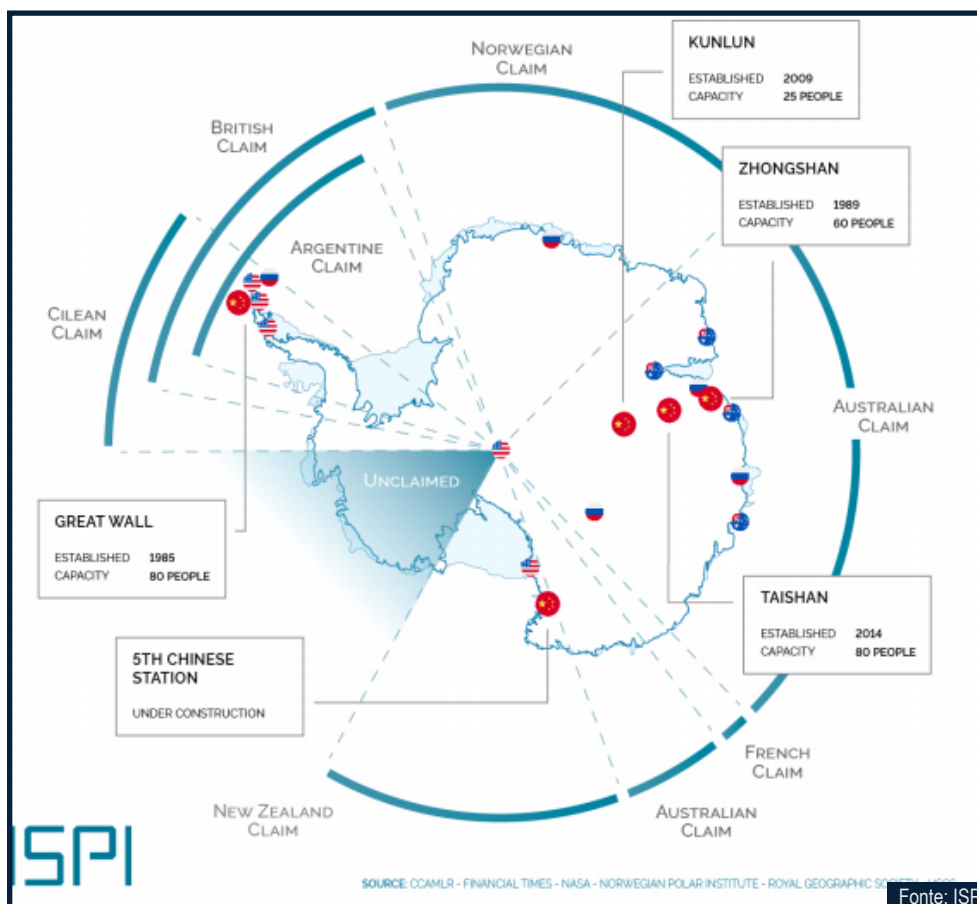 NORWEGIAN
CLAIM
KUNLUN
ESTABLISHED 2009
CAPACITY 25 PEOPLE
BRITISH
CLAIM
ZHONGSHAN
ESTABLISHED 1989
CAPACITY 60 PEOPLE
ARGENTINE
CLAIM
CILEAN
CLAIM
AUSTRALIAN
CLAIM
UNCLAIMED
GREAT WALL
ESTABLISHED 1985
CAPACITY 80 PEOPLE
TAISHAN
ESTABLISHED 2014
CAPACITY 80 PEOPLE
5TH CHINESE
STATION
UNDER CONSTRUCTION
FRENCH
CLAIM
NEW ZEALAND
CLAIM
AUSTRALIAN
CLAIM
ISPI
SOURCE: CCAMLR - FINANCIAL TIMES - NASA - NORWEGIAN POLAR INSTITUTE - ROYAL GEOGRAPHIC
Fonte: